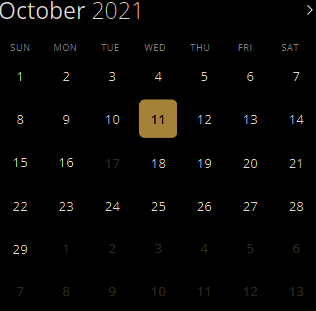 October 2021
SUN MON TUE WED THU FRI SAT
1 2 3 4 5 6 7
8 9 10 11 12 13 14
15 16 17 18 19 20 21
22 23 24 25 26 27 28
29 1 2 3 4 5 6
7 8 9 10 11 12 13